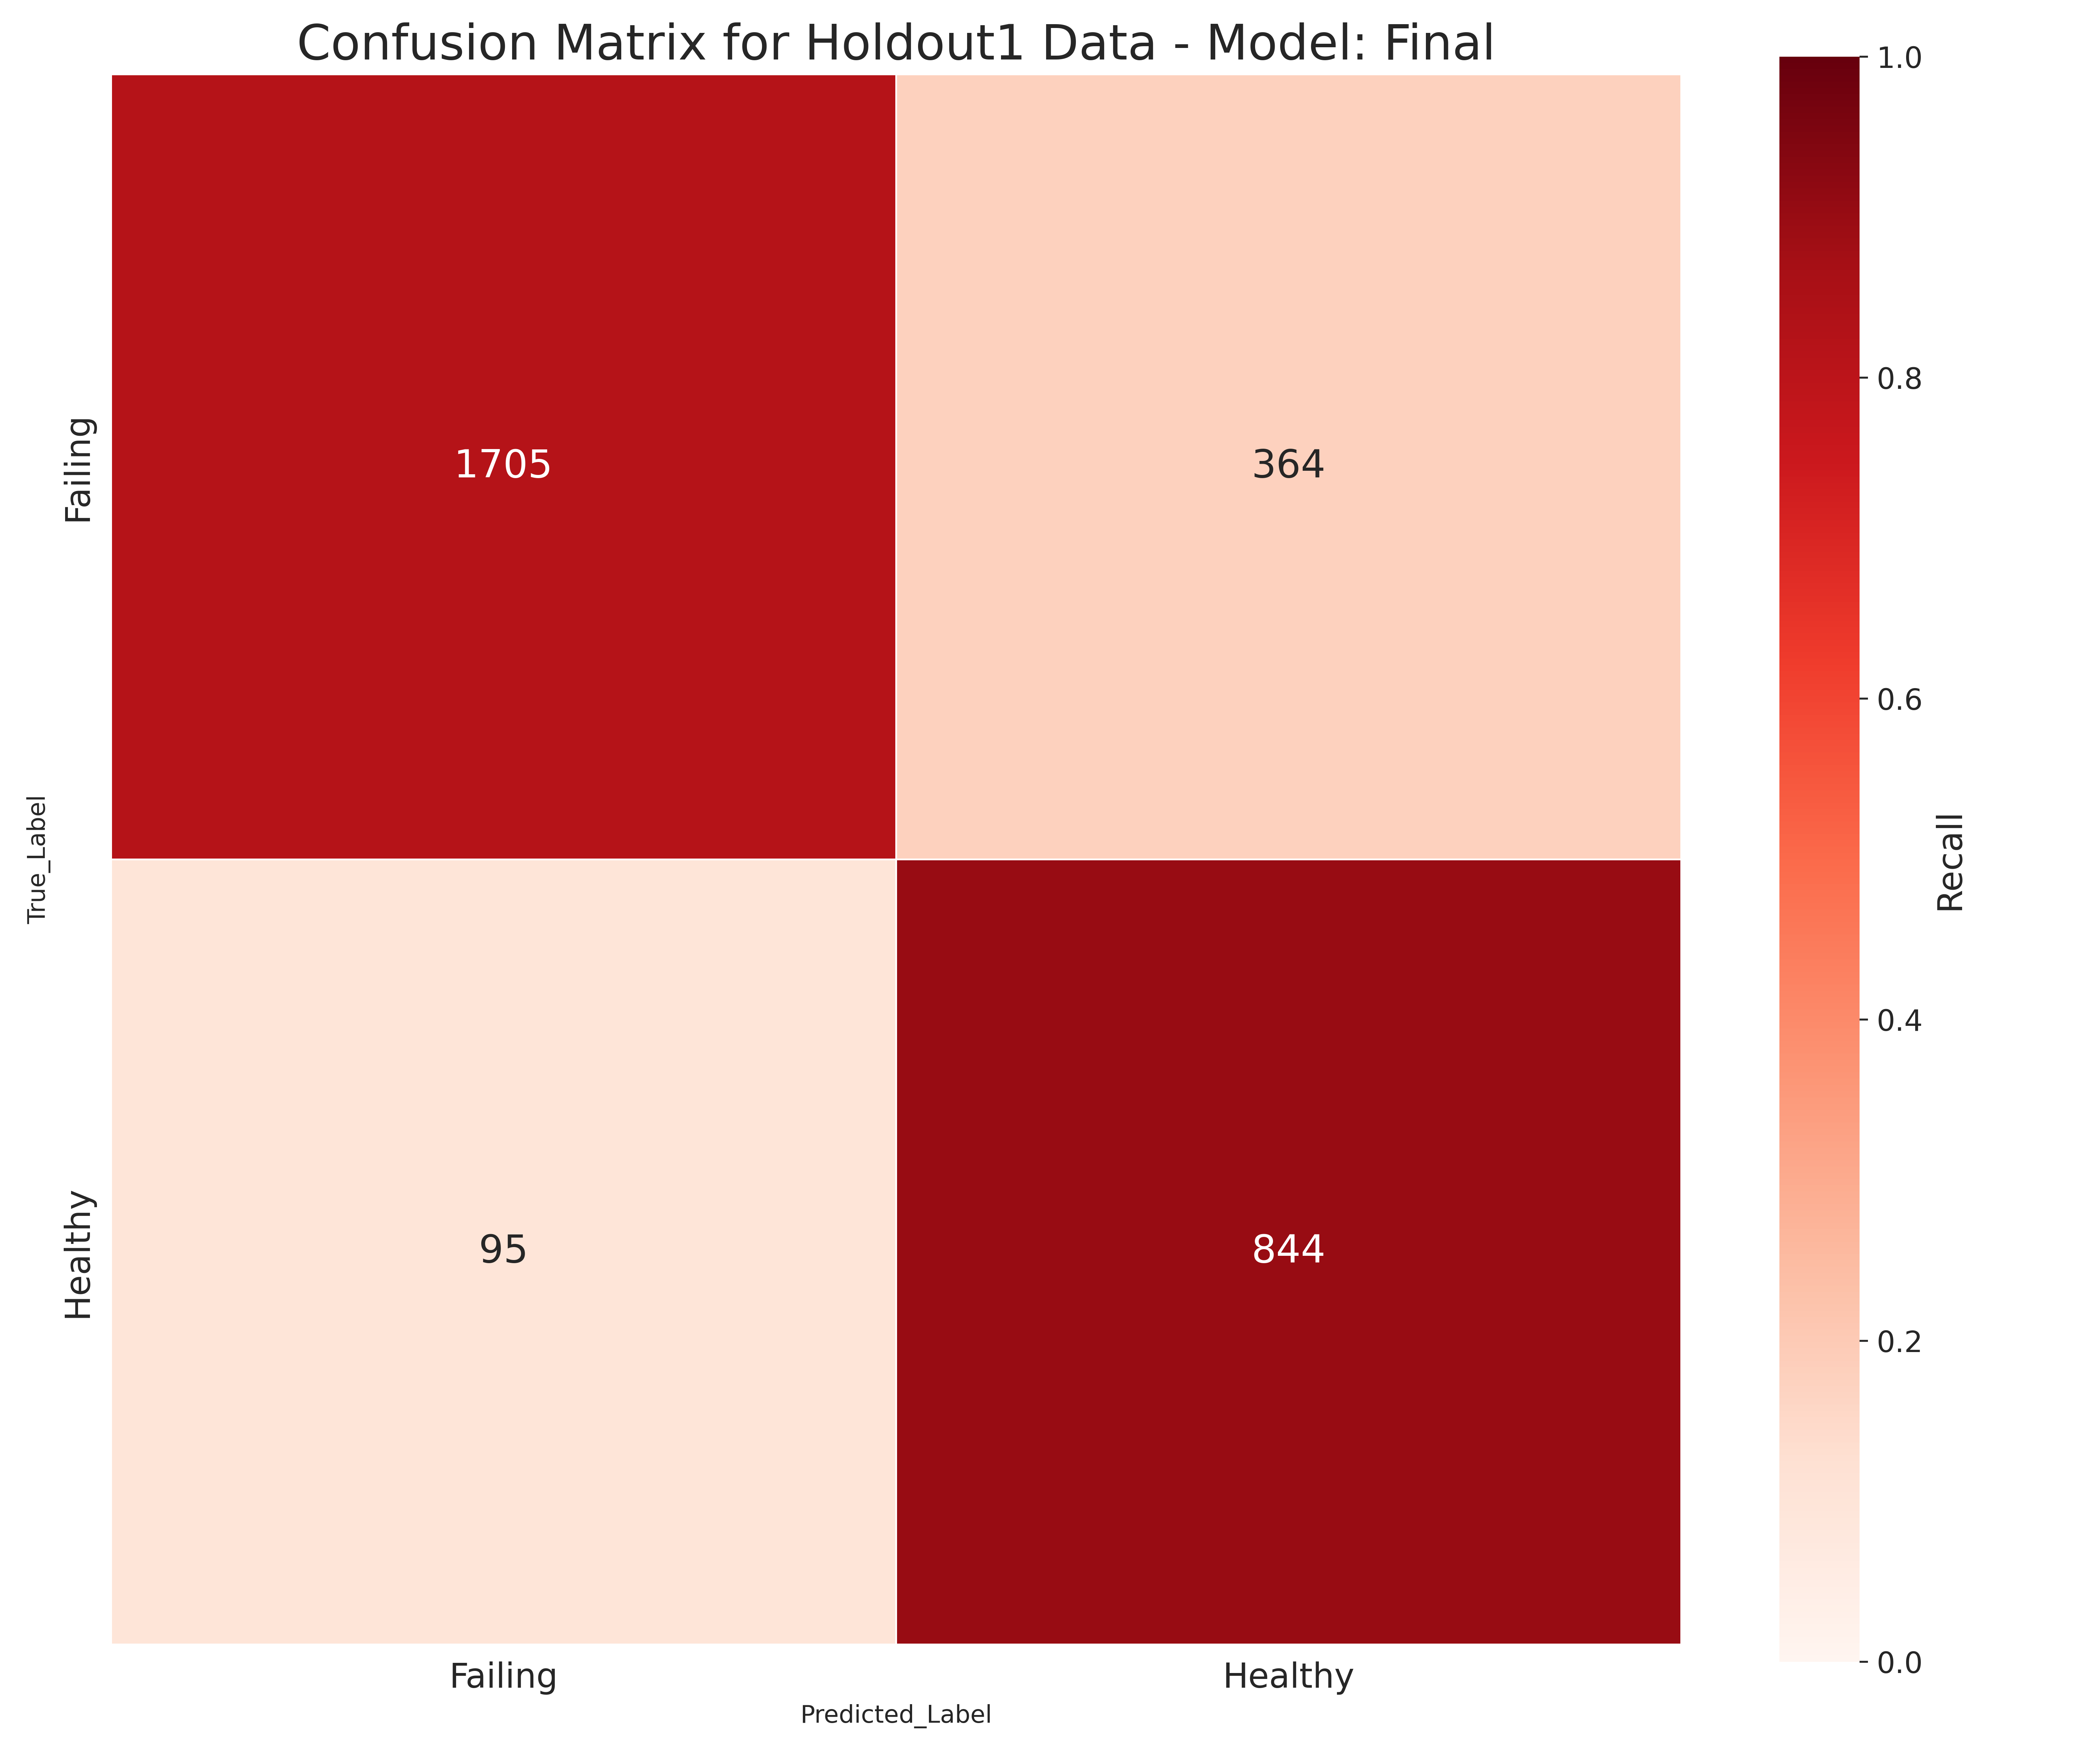 Confusion Matrix for Holdout1 Data - Model: Final
True_Label
Failing
Healthy
1705
364
95
844
Failing
Healthy
Predicted_Label
1.0
0.8
0.6
0.4
0.2
0.0
Recall